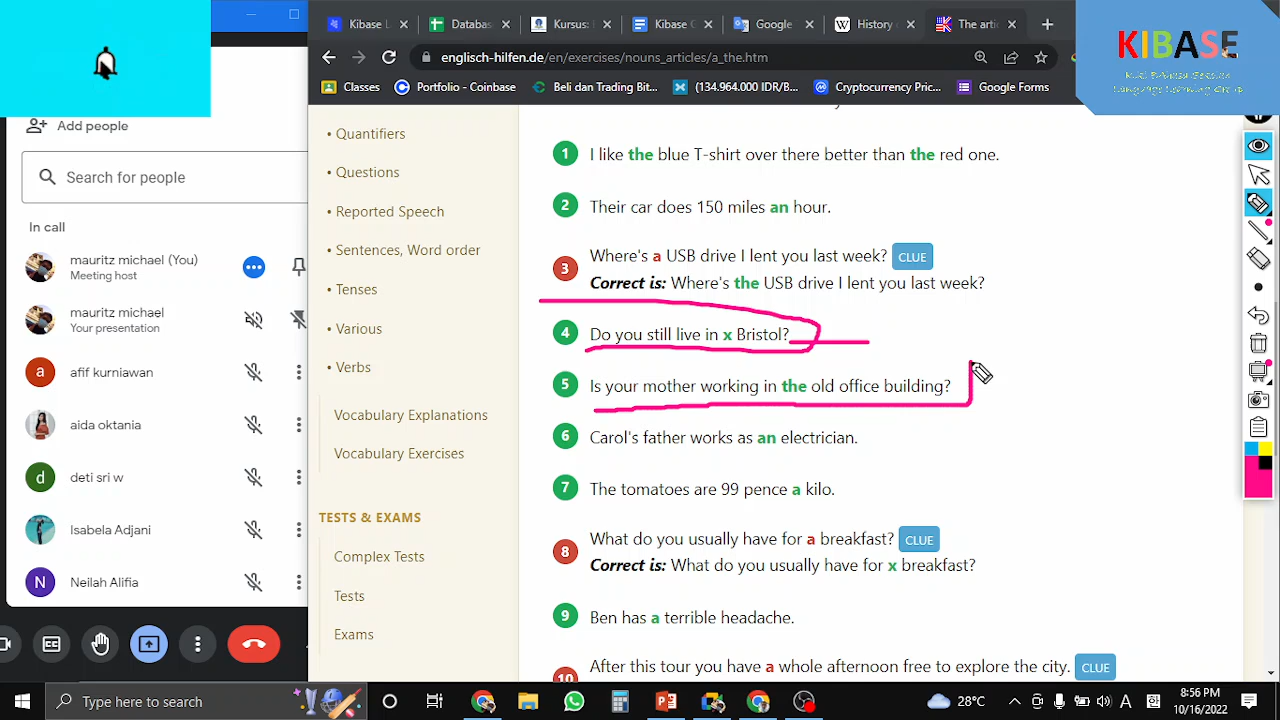 Kibase L
Databas
Kursus: E
Kibase C
Google
History o
The artic
KIBASE
Language Learning Group
englisch-hilfen.de/en/exercises/nouns_articles/a_the.htm
Classes
Portfolio - Coinbase
Beli dan Trading Bit...
(134.964.000 IDR/B...
Cryptocurrency Pric...
Google Forms
Add people
Search for people
In call
mauritz michael (You)
Meeting host
mauritz michael
Your presentation
afif kurniawan
aida oktania
deti sri w
Isabela Adjani
N
Neilah Alifia
a
d
• Quantifiers
• Questions
• Reported Speech
• Sentences, Word order
• Tenses
• Various
• Verbs
Vocabulary Explanations
Vocabulary Exercises
TESTS & EXAMS
Complex Tests
Tests
Exams
1 I like the blue T-shirt over there better than the red one.
2 Their car does 150 miles an hour.
3 Where's a USB drive I lent you last week? CLUE
Correct is: Where's the USB drive I lent you last week?
4 Do you still live in x Bristol?
5 Is your mother working in the old office building?
6 Carol's father works as an electrician.
7 The tomatoes are 99 pence a kilo.
8 What do you usually have for a breakfast? CLUE
Correct is: What do you usually have for x breakfast?
9 Ben has a terrible headache.
10 After this tour you have a whole afternoon free to explore the city. CLUE
Type here to search
28°C
A
8:56 PM
10/16/2022